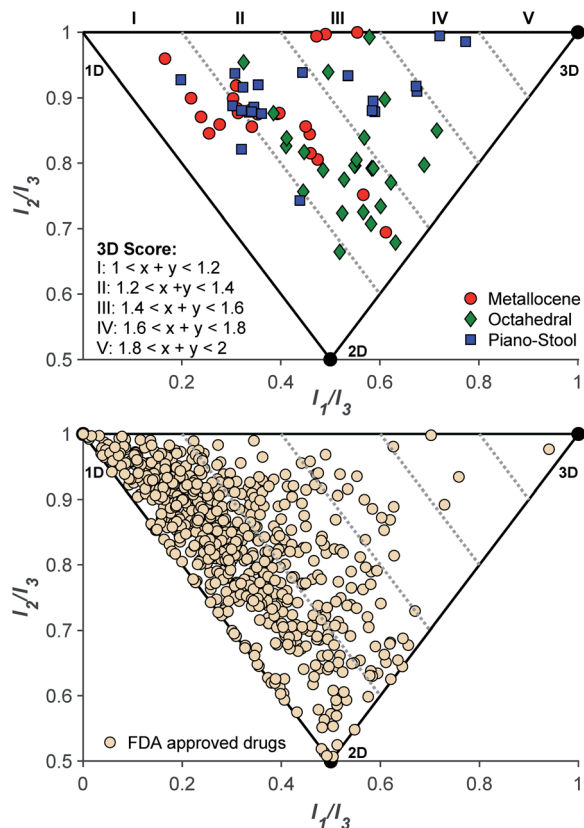 I II III IV V
1
1D
3D
0.9
0.8
0.7
0.6
0.5
I2/I3
3D Score:
I: 1 < x + y < 1.2
II: 1.2 < x +y < 1.4
III: 1.4 < x + y < 1.6
IV: 1.6 < x + y < 1.8
V: 1.8 < x + y < 2
Metallocene
Octahedral
Piano-Stool
2D
0.2 0.4 0.6 0.8 1
I1/I3
1
1D
3D
0.9
0.8
0.7
0.6
0.5
I2/I3
FDA approved drugs
2D
0 0.2 0.4 0.6 0.8 1
I1/I3